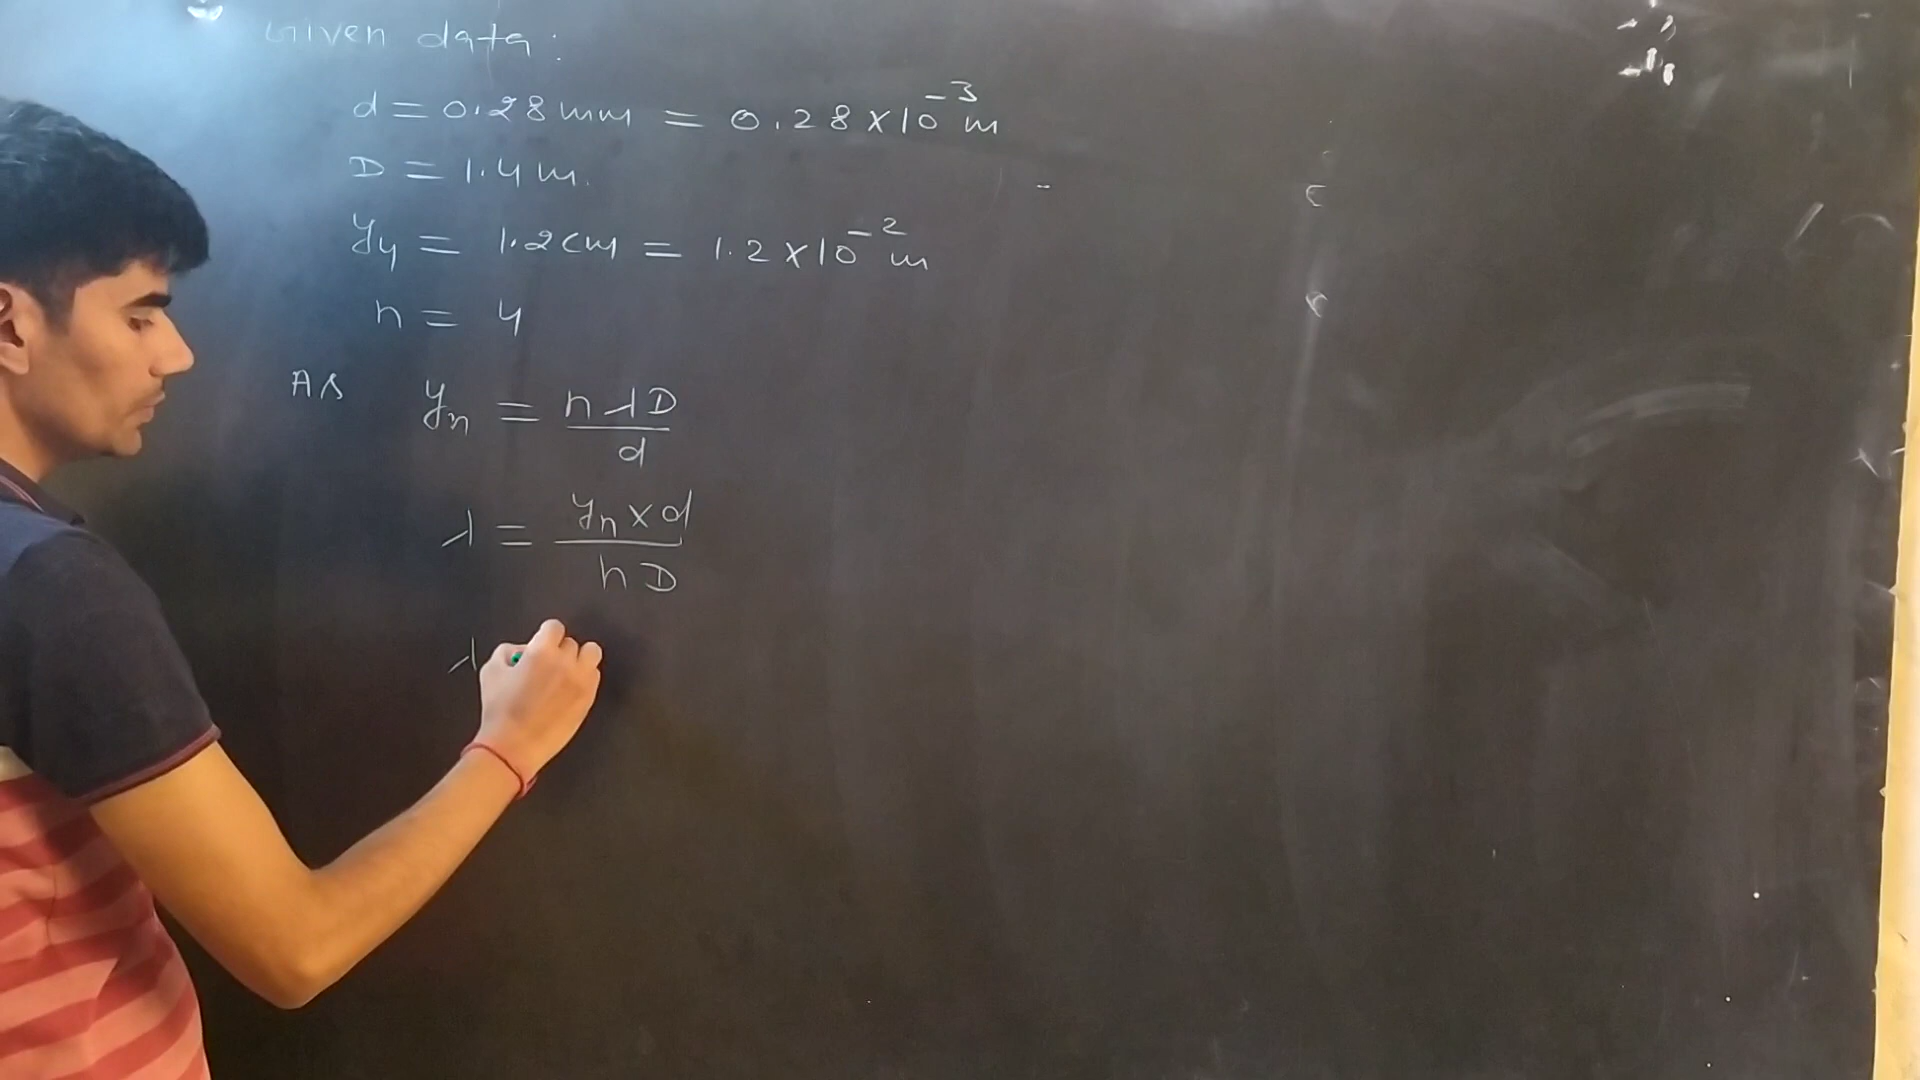 Given data:
d = 0.28 mm = 0.28 × 10⁻³ m
D = 1.4 m.
y₄ = 1.2 cm = 1.2 × 10⁻² m
n = 4
As yₙ = nλD / d
λ = yₙ × d / nD
λ